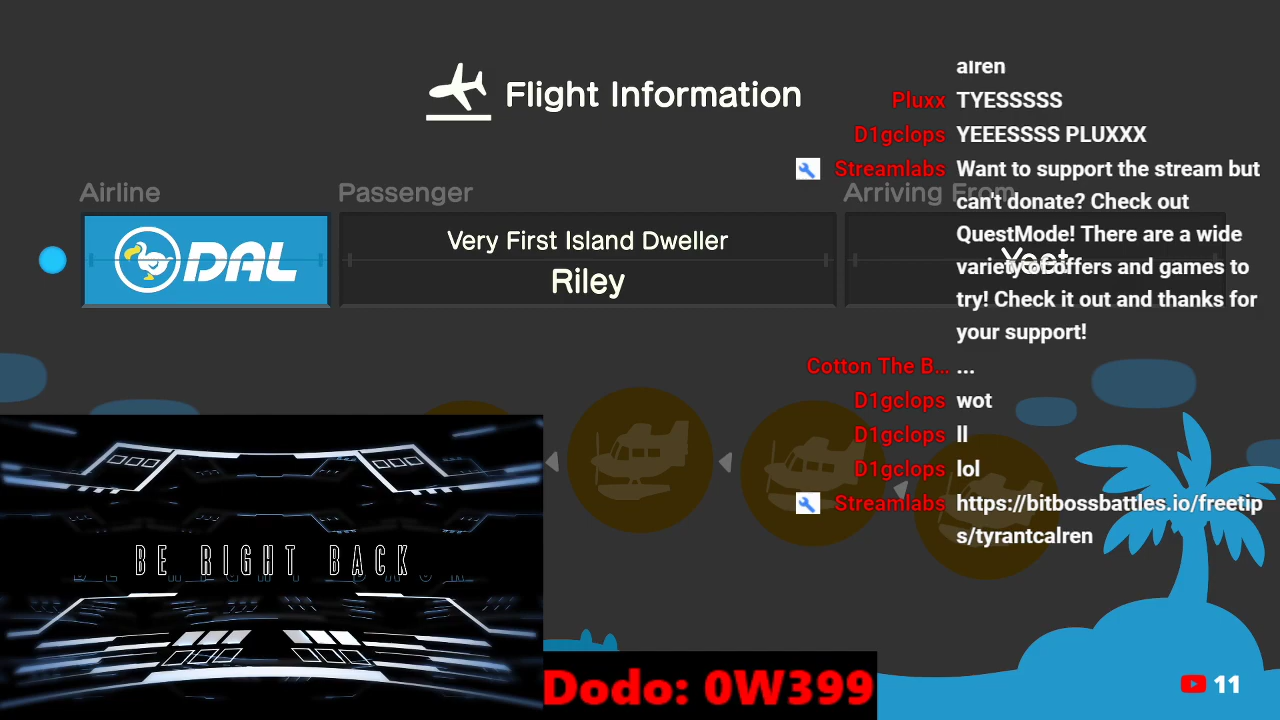 Flight Information
Airline
Passenger
Arriving From
DAL
Very First Island Dweller
Riley
Yeet
alren
Pluxx TYESSSSS
D1gclops YEEESSSS PLUXXX
Streamlabs Want to support the stream but
can't donate? Check out
QuestMode! There are a wide
variety of offers and games to
try! Check it out and thanks for
your support!
Cotton The B... ...
D1gclops wot
D1gclops ll
D1gclops lol
Streamlabs https://bitbossbattles.io/freetip
s/tyrantcalren
BE RIGHT BACK
Dodo: 0W399
11